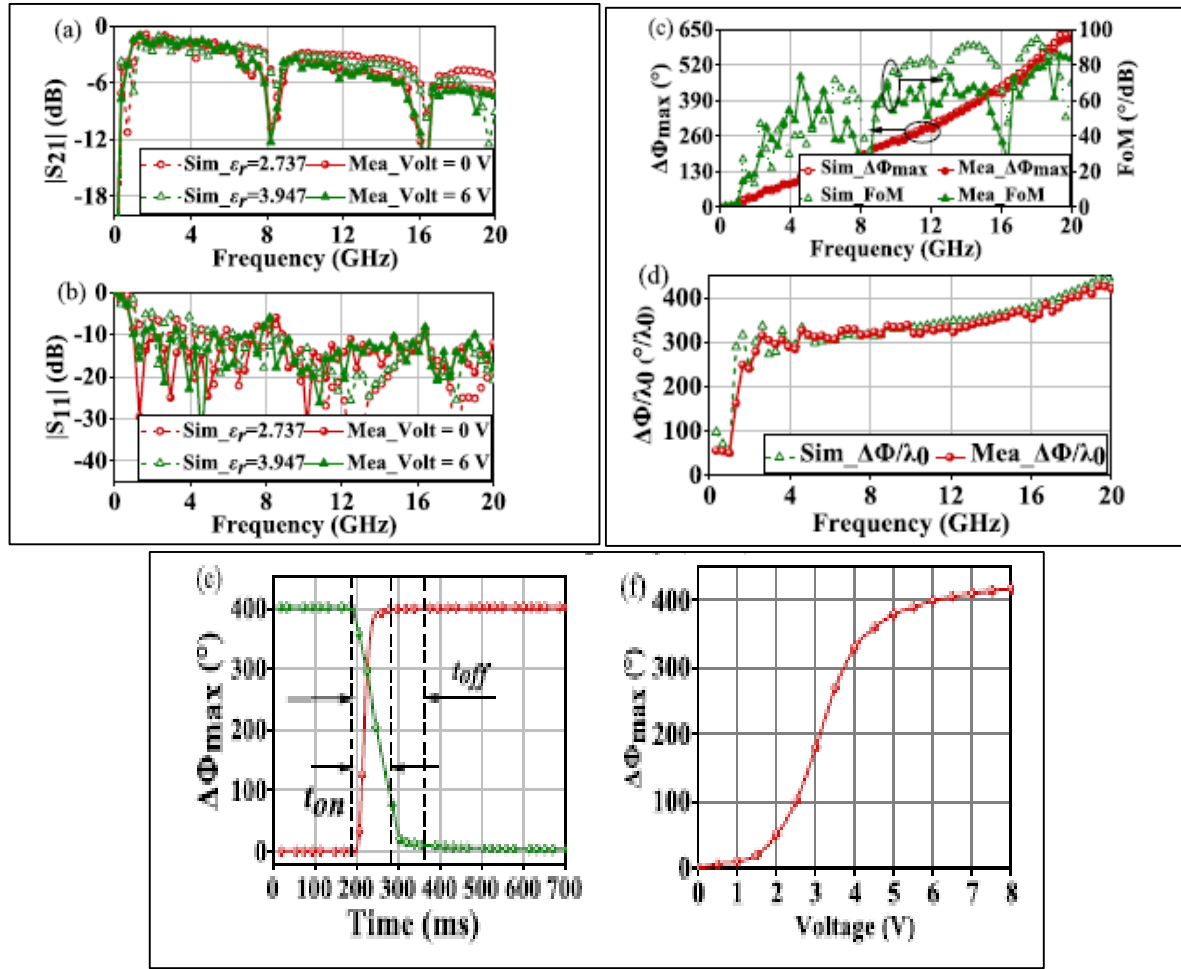 (a)
0
-6
-12
-18
|S21| (dB)
Sim_εr=2.737 Mea_Volt = 0 V
Sim_εr=3.947 Mea_Volt = 6 V
0 4 8 12 16 20
Frequency (GHz)
(b)
0
-10
-20
-30
-40
|S11| (dB)
Sim_εr=2.737 Mea_Volt = 0 V
Sim_εr=3.947 Mea_Volt = 6 V
0 4 8 12 16 20
Frequency (GHz)
(c)
650
520
390
260
130
0
ΔΦmax (°)
100
80
60
40
20
0
FoM (°/dB)
Sim_ΔΦmax Mea_ΔΦmax
Sim_FoM Mea_FoM
0 4 8 12 16 20
Frequency (GHz)
(d)
400
300
200
100
0
ΔΦ/λ0 (°/λ0)
Sim_ΔΦ/λ0 Mea_ΔΦ/λ0
0 4 8 12 16 20
Frequency (GHz)
(e)
400
300
200
100
0
ΔΦmax (°)
toff
ton
0 100 200 300 400 500 600 700
Time (ms)
(f)
400
300
200
100
0
ΔΦmax (°)
0 1 2 3 4 5 6 7 8
Voltage (V)